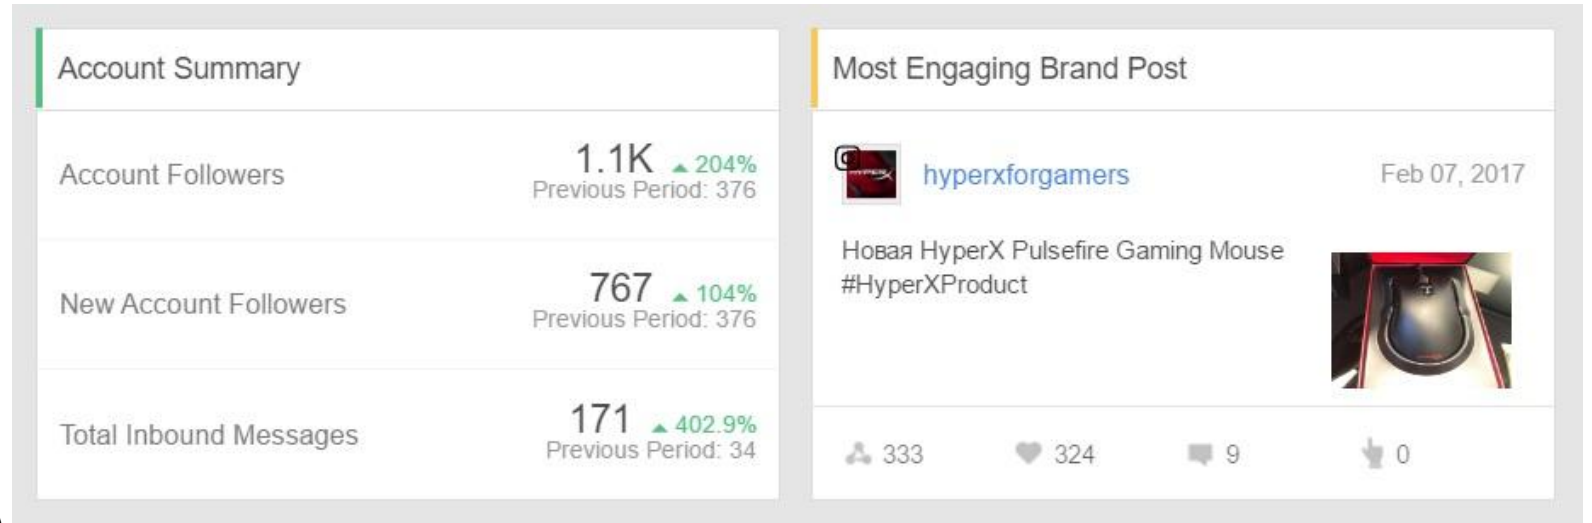 Account Summary
Account Followers
1.1K 204%
Previous Period: 376
New Account Followers
767 104%
Previous Period: 376
Total Inbound Messages
171 402.9%
Previous Period: 34
Most Engaging Brand Post
HYPERX
hyperxforgamers
Feb 07, 2017
Новая HyperX Pulsefire Gaming Mouse
#HyperXProduct
333 324 9 0